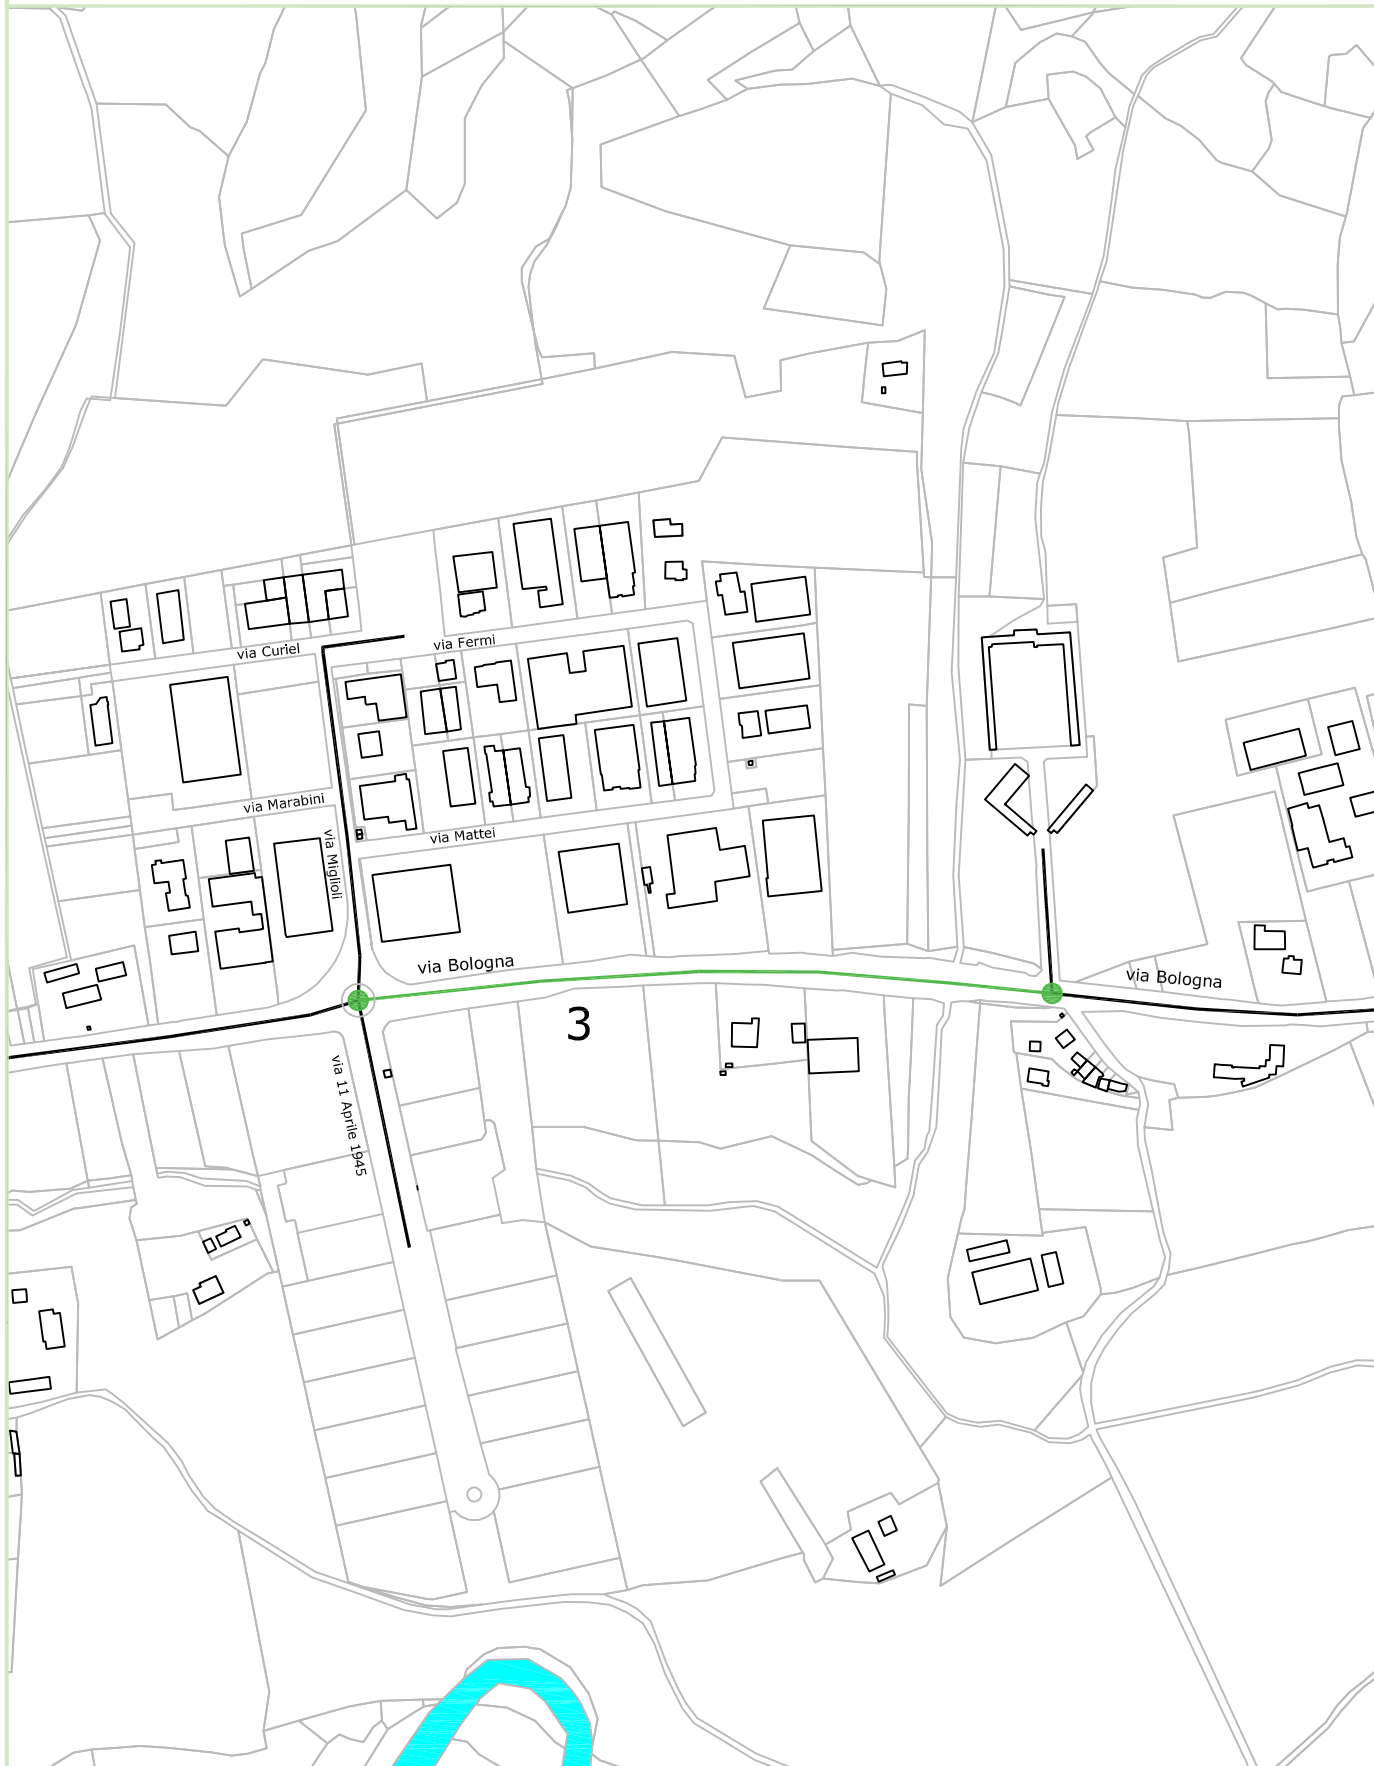 via Fermi
via Curiel
via Marabini
via Mattei
via Miglioli
via Bologna
via Bologna
3
via 11 Aprile 1945